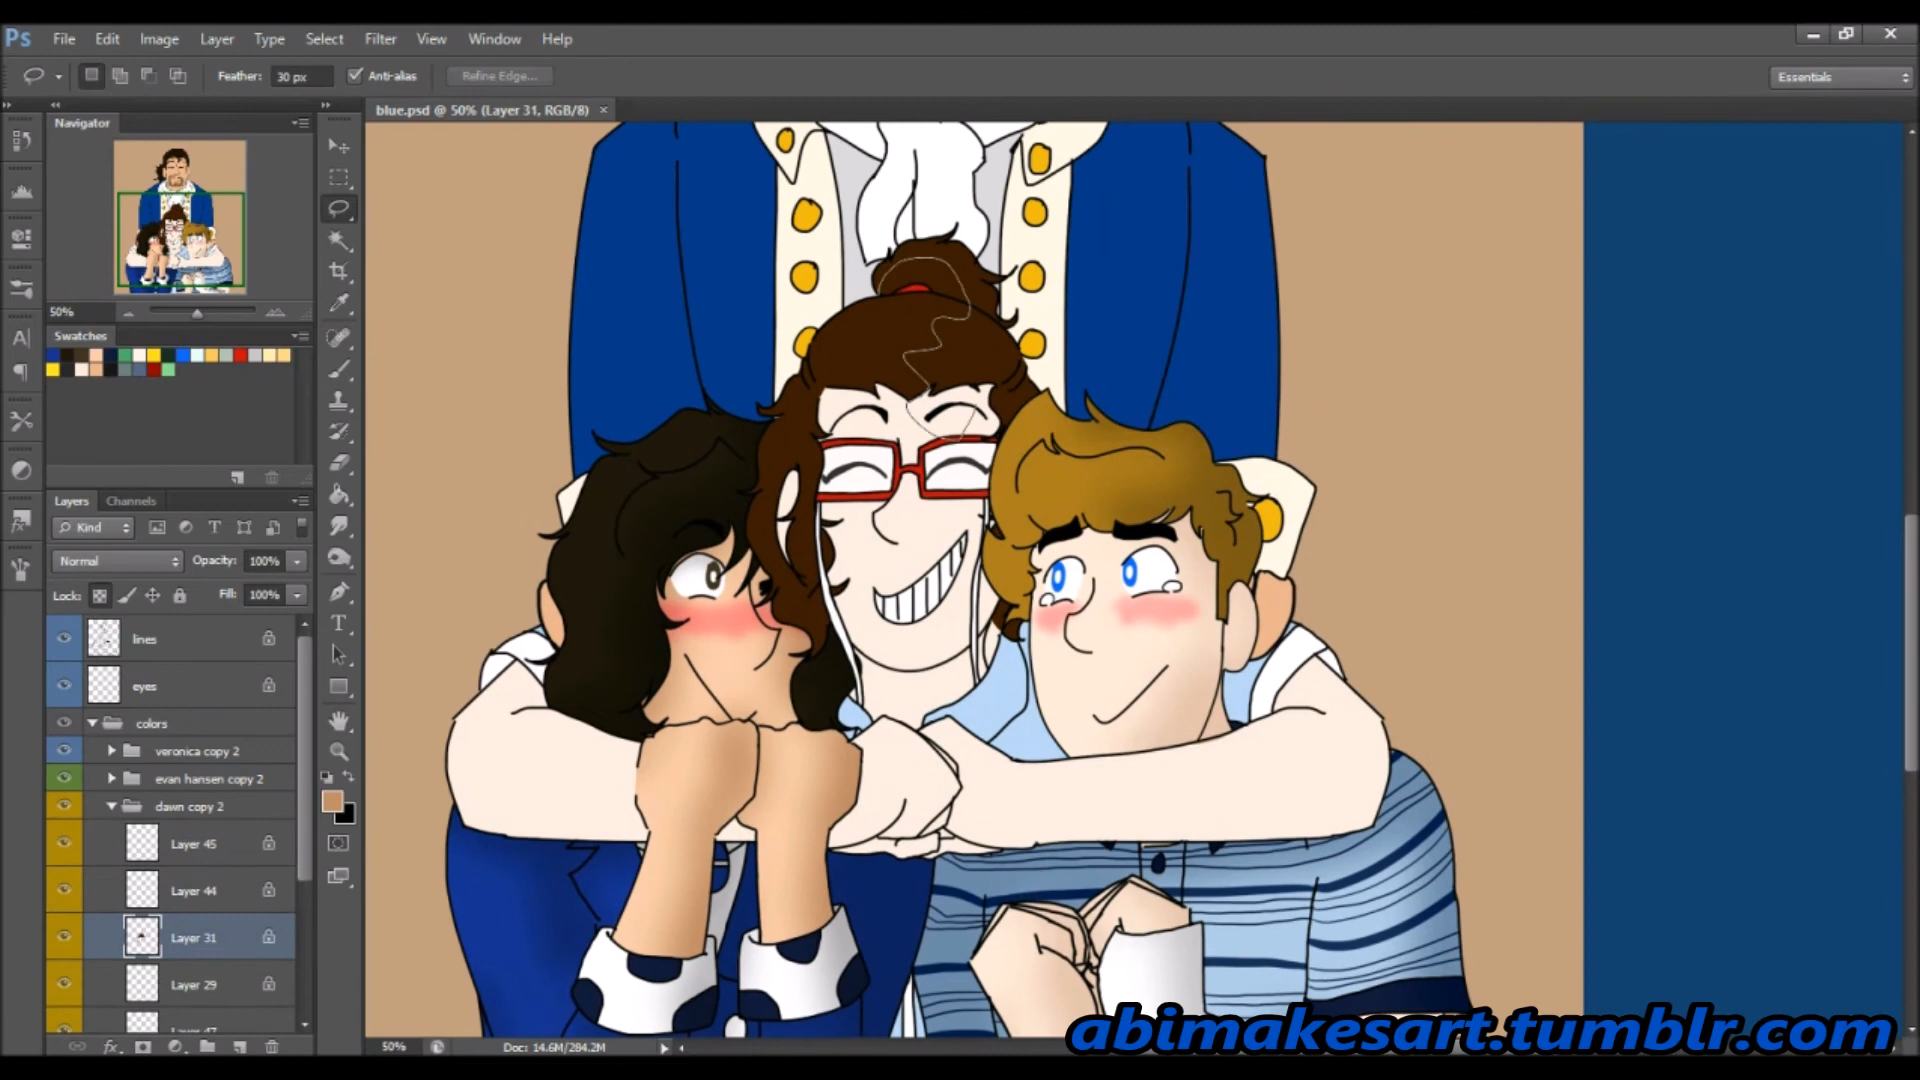 Ps File Edit Image Layer Type Select Filter View Window Help
Feather: 30 px Anti-alias Refine Edge... Essentials
blue.psd @ 50% (Layer 31, RGB/8) ×
Navigator
50%
Swatches
Layers Channels
Kind
Normal Opacity: 100%
Lock: Fill: 100%
lines
eyes
colors
veronica copy 2
evan hansen copy 2
dawn copy 2
Layer 45
Layer 44
Layer 31
Layer 29
Layer 47
50% Doc: 14.6M/284.2M
abimakesart.tumblr.com